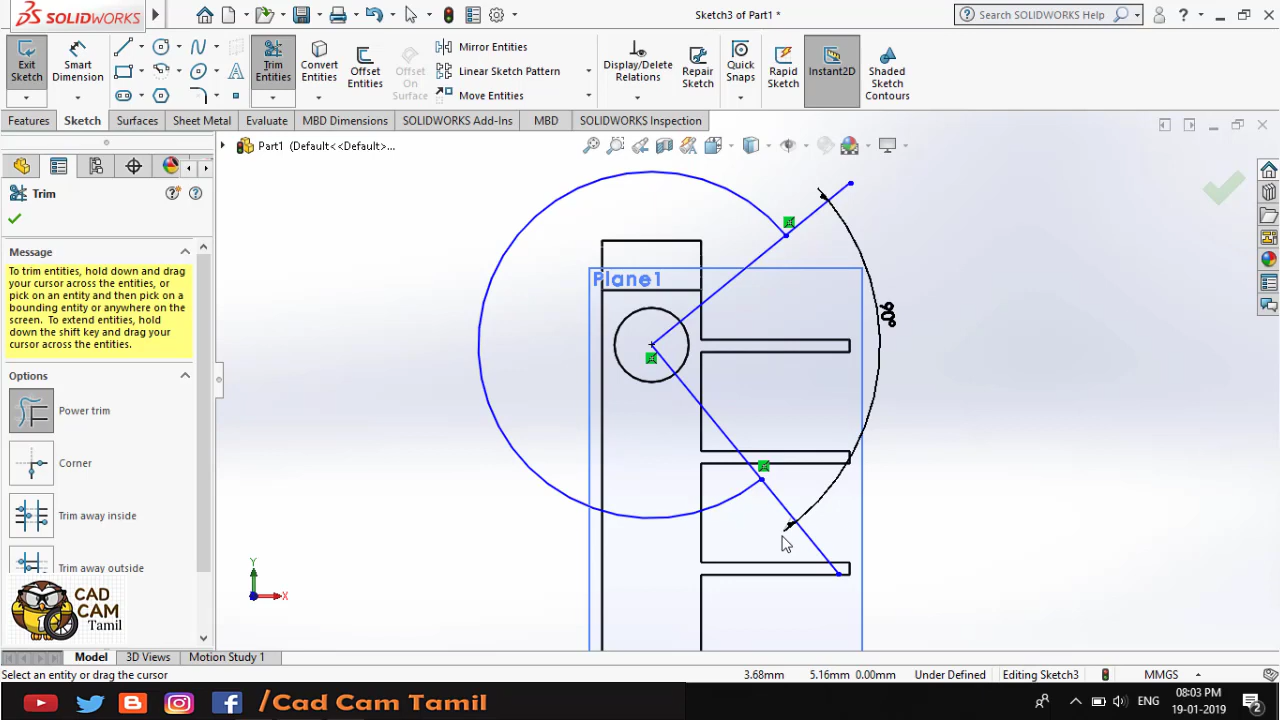 SOLIDWORKS
Sketch3 of Part1 *
Search SOLIDWORKS Help
?
Exit Sketch
Smart Dimension
Trim Entities
Convert Entities
Offset Entities
Offset On Surface
Mirror Entities
Linear Sketch Pattern
Move Entities
Display/Delete Relations
Repair Sketch
Quick Snaps
Rapid Sketch
Instant2D
Shaded Sketch Contours
Features
Sketch
Surfaces
Sheet Metal
Evaluate
MBD Dimensions
SOLIDWORKS Add-Ins
MBD
SOLIDWORKS Inspection
Part1 (Default<<Default>...
Trim
Message
To trim entities, hold down and drag
your cursor across the entities, or
pick on an entity and then pick on a
bounding entity or anywhere on the
screen. To extend entities, hold
down the shift key and drag your
cursor across the entities.
Options
Power trim
Corner
Trim away inside
Trim away outside
Plane1
90°
Y
X
CAD
CAM
Tamil
Model
3D Views
Motion Study 1
Select an entity or drag the cursor
3.68mm
5.16mm 0.00mm
Under Defined
Editing Sketch3
MMGS
/Cad Cam Tamil
ENG
08:03 PM
19-01-2019
2